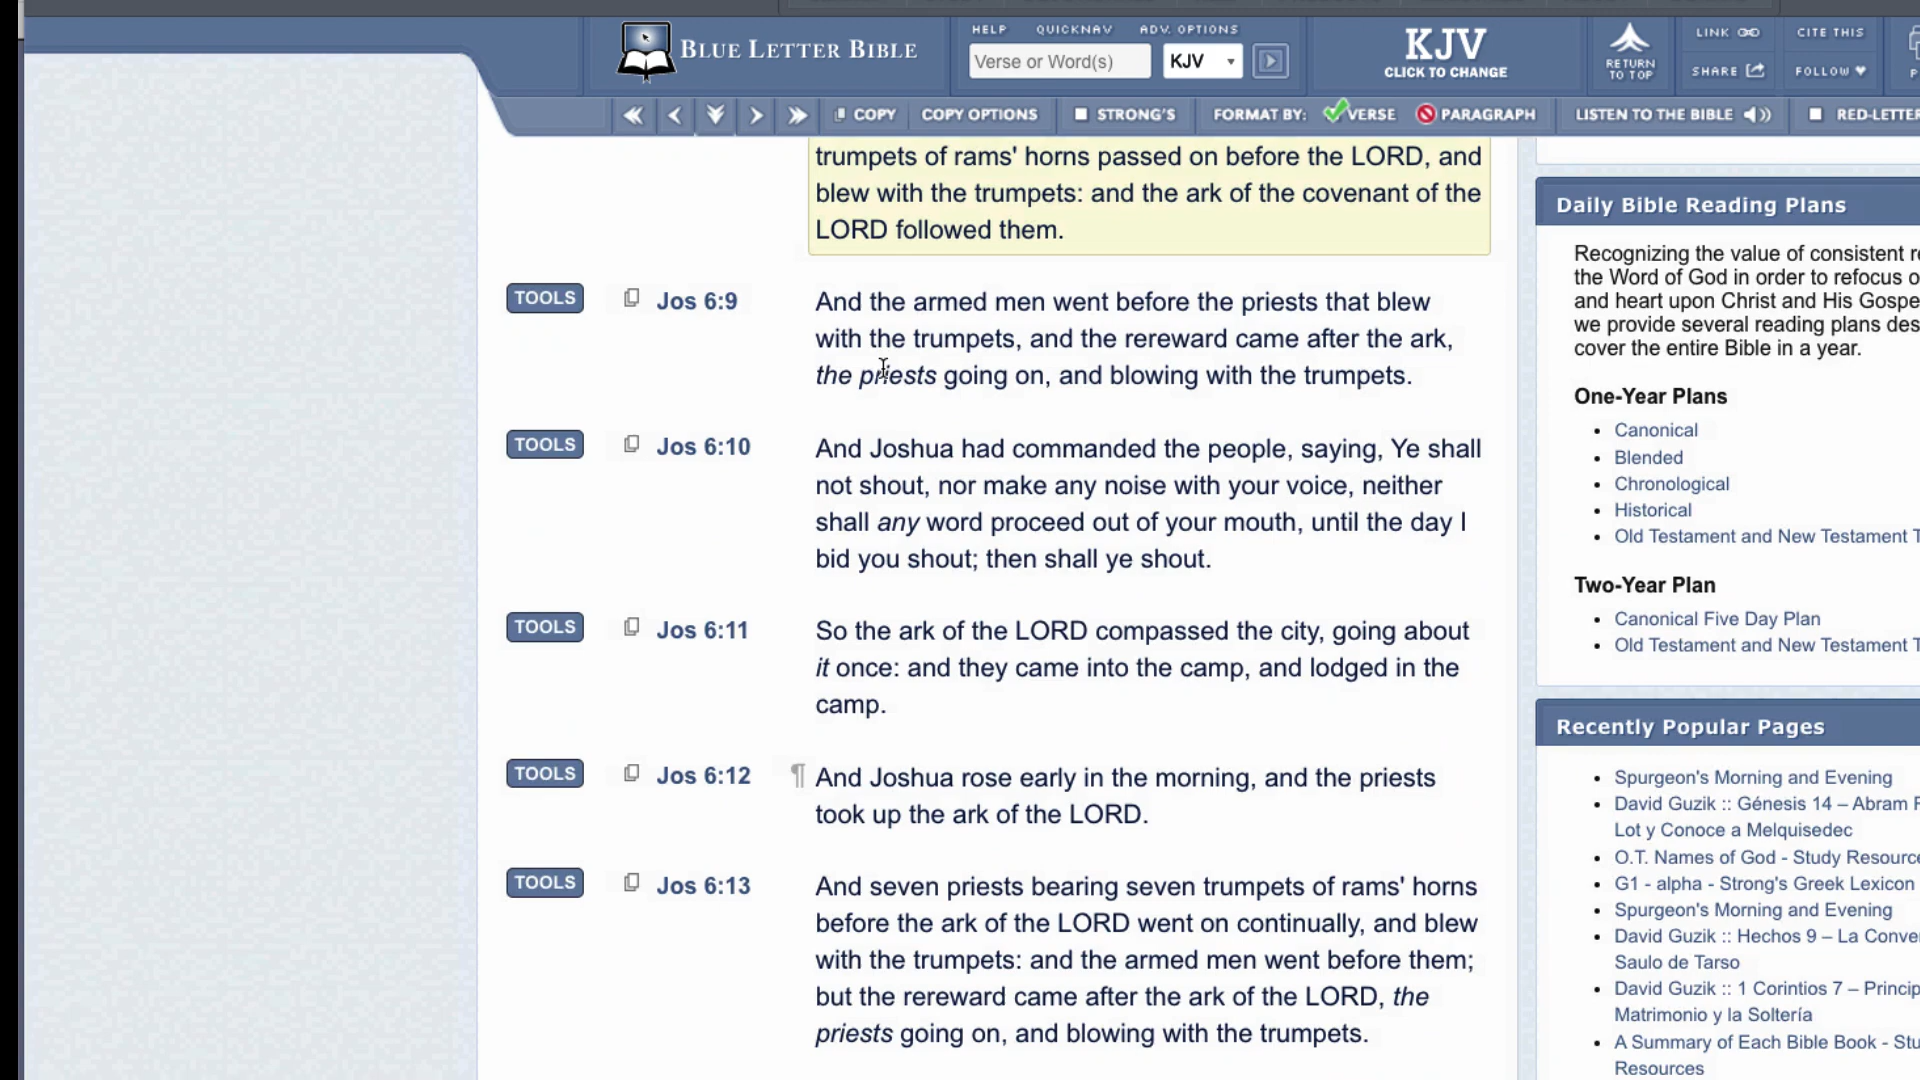 BLUE LETTER BIBLE
HELP QUICKNAV ADV. OPTIONS
Verse or Word(s) KJV
KJV
CLICK TO CHANGE
RETURN
TO TOP
LINK
SHARE
CITE THIS
FOLLOW
COPY COPY OPTIONS STRONG'S FORMAT BY: VERSE PARAGRAPH LISTEN TO THE BIBLE RED-LETTER
trumpets of rams' horns passed on before the LORD, and
blew with the trumpets: and the ark of the covenant of the
LORD followed them.
TOOLS Jos 6:9 And the armed men went before the priests that blew
with the trumpets, and the rereward came after the ark,
the priests going on, and blowing with the trumpets.
TOOLS Jos 6:10 And Joshua had commanded the people, saying, Ye shall
not shout, nor make any noise with your voice, neither
shall any word proceed out of your mouth, until the day I
bid you shout; then shall ye shout.
TOOLS Jos 6:11 So the ark of the LORD compassed the city, going about
it once: and they came into the camp, and lodged in the
camp.
TOOLS Jos 6:12 ¶ And Joshua rose early in the morning, and the priests
took up the ark of the LORD.
TOOLS Jos 6:13 And seven priests bearing seven trumpets of rams' horns
before the ark of the LORD went on continually, and blew
with the trumpets: and the armed men went before them;
but the rereward came after the ark of the LORD, the
priests going on, and blowing with the trumpets.
Daily Bible Reading Plans
Recognizing the value of consistent
the Word of God in order to refocus
and heart upon Christ and His
we provide several reading plans
cover the entire Bible in a year.
One-Year Plans
• Canonical
• Blended
• Chronological
• Historical
• Old Testament and New Testament
Two-Year Plan
• Canonical Five Day Plan
• Old Testament and New Testament
Recently Popular Pages
• Spurgeon's Morning and Evening
• David Guzik :: Génesis 14 – Abram
Lot y Conoce a Melquisedec
• O.T. Names of God - Study
• G1 - alpha - Strong's Greek Lexicon
• Spurgeon's Morning and Evening
• David Guzik :: Hechos 9 – La
Saulo de Tarso
• David Guzik :: 1 Corintios 7 –
Matrimonio y la Soltería
• A Summary of Each Bible Book -
Resources